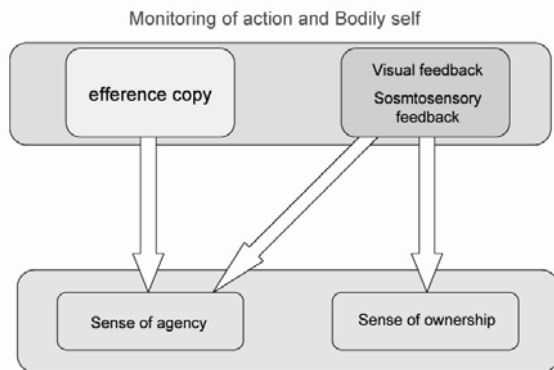 Monitoring of action and Bodily self
efference copy
Visual feedback
Sosmtosensory
feedback
Sense of agency
Sense of ownership